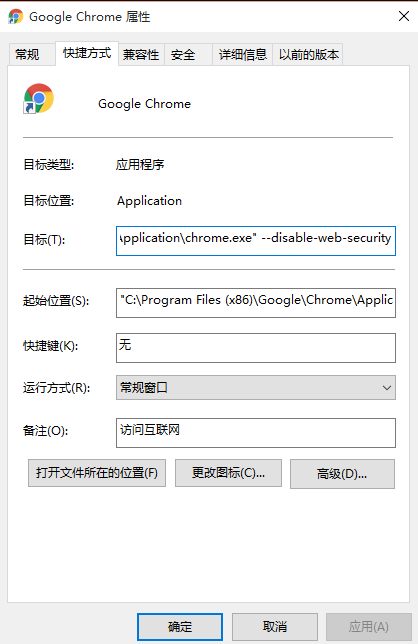 Google Chrome 属性
常规 快捷方式 兼容性 安全 详细信息 以前的版本
Google Chrome
目标类型: 应用程序
目标位置: Application
目标(T): \pplication\chrome.exe" --disable-web-security
起始位置(S): "C:\Program Files (x86)\Google\Chrome\Applic
快捷键(K): 无
运行方式(R): 常规窗口
备注(O): 访问互联网
打开文件所在的位置(F) 更改图标(C)... 高级(D)...
确定 取消 应用(A)